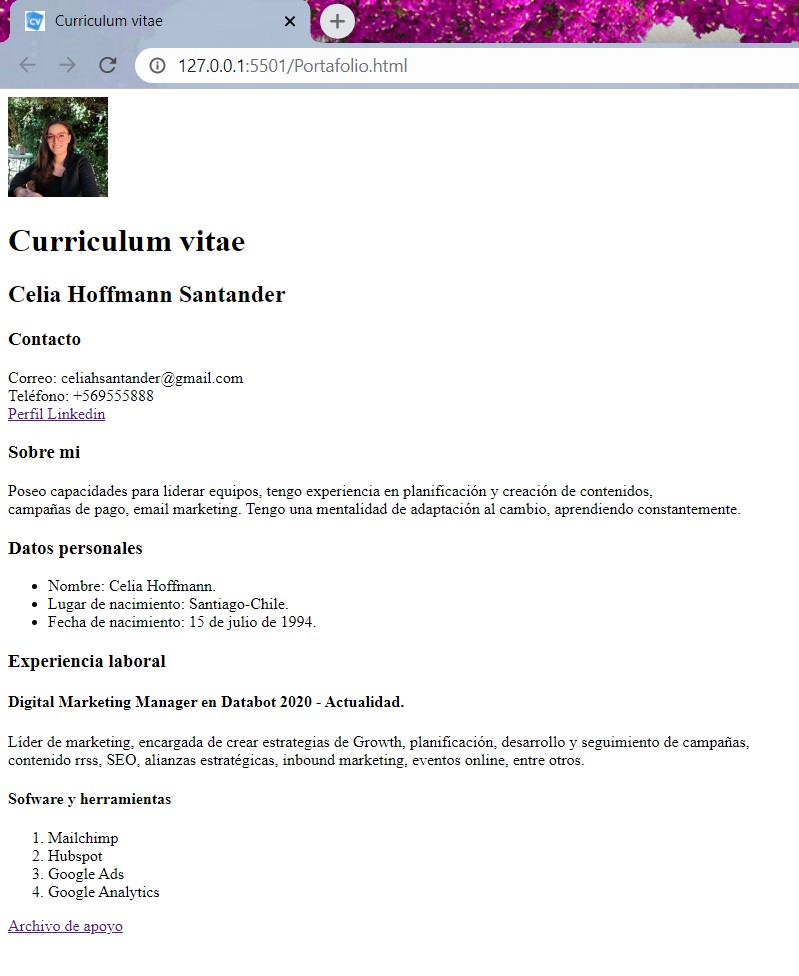 CV Curriculum vitae
127.0.0.1:5501/Portafolio.html
Curriculum vitae
Celia Hoffmann Santander
Contacto
Correo: celiahsantander@gmail.com
Teléfono: +569555888
Perfil Linkedin
Sobre mi
Poseo capacidades para liderar equipos, tengo experiencia en planificación y creación de contenidos,
campañas de pago, email marketing. Tengo una mentalidad de adaptación al cambio, aprendiendo constantemente.
Datos personales
• Nombre: Celia Hoffmann.
• Lugar de nacimiento: Santiago-Chile.
• Fecha de nacimiento: 15 de julio de 1994.
Experiencia laboral
Digital Marketing Manager en Databot 2020 - Actualidad.
Líder de marketing, encargada de crear estrategias de Growth, planificación, desarrollo y seguimiento de campañas,
contenido rrss, SEO, alianzas estratégicas, inbound marketing, eventos online, entre otros.
Sofware y herramientas
1. Mailchimp
2. Hubspot
3. Google Ads
4. Google Analytics
Archivo de apoyo